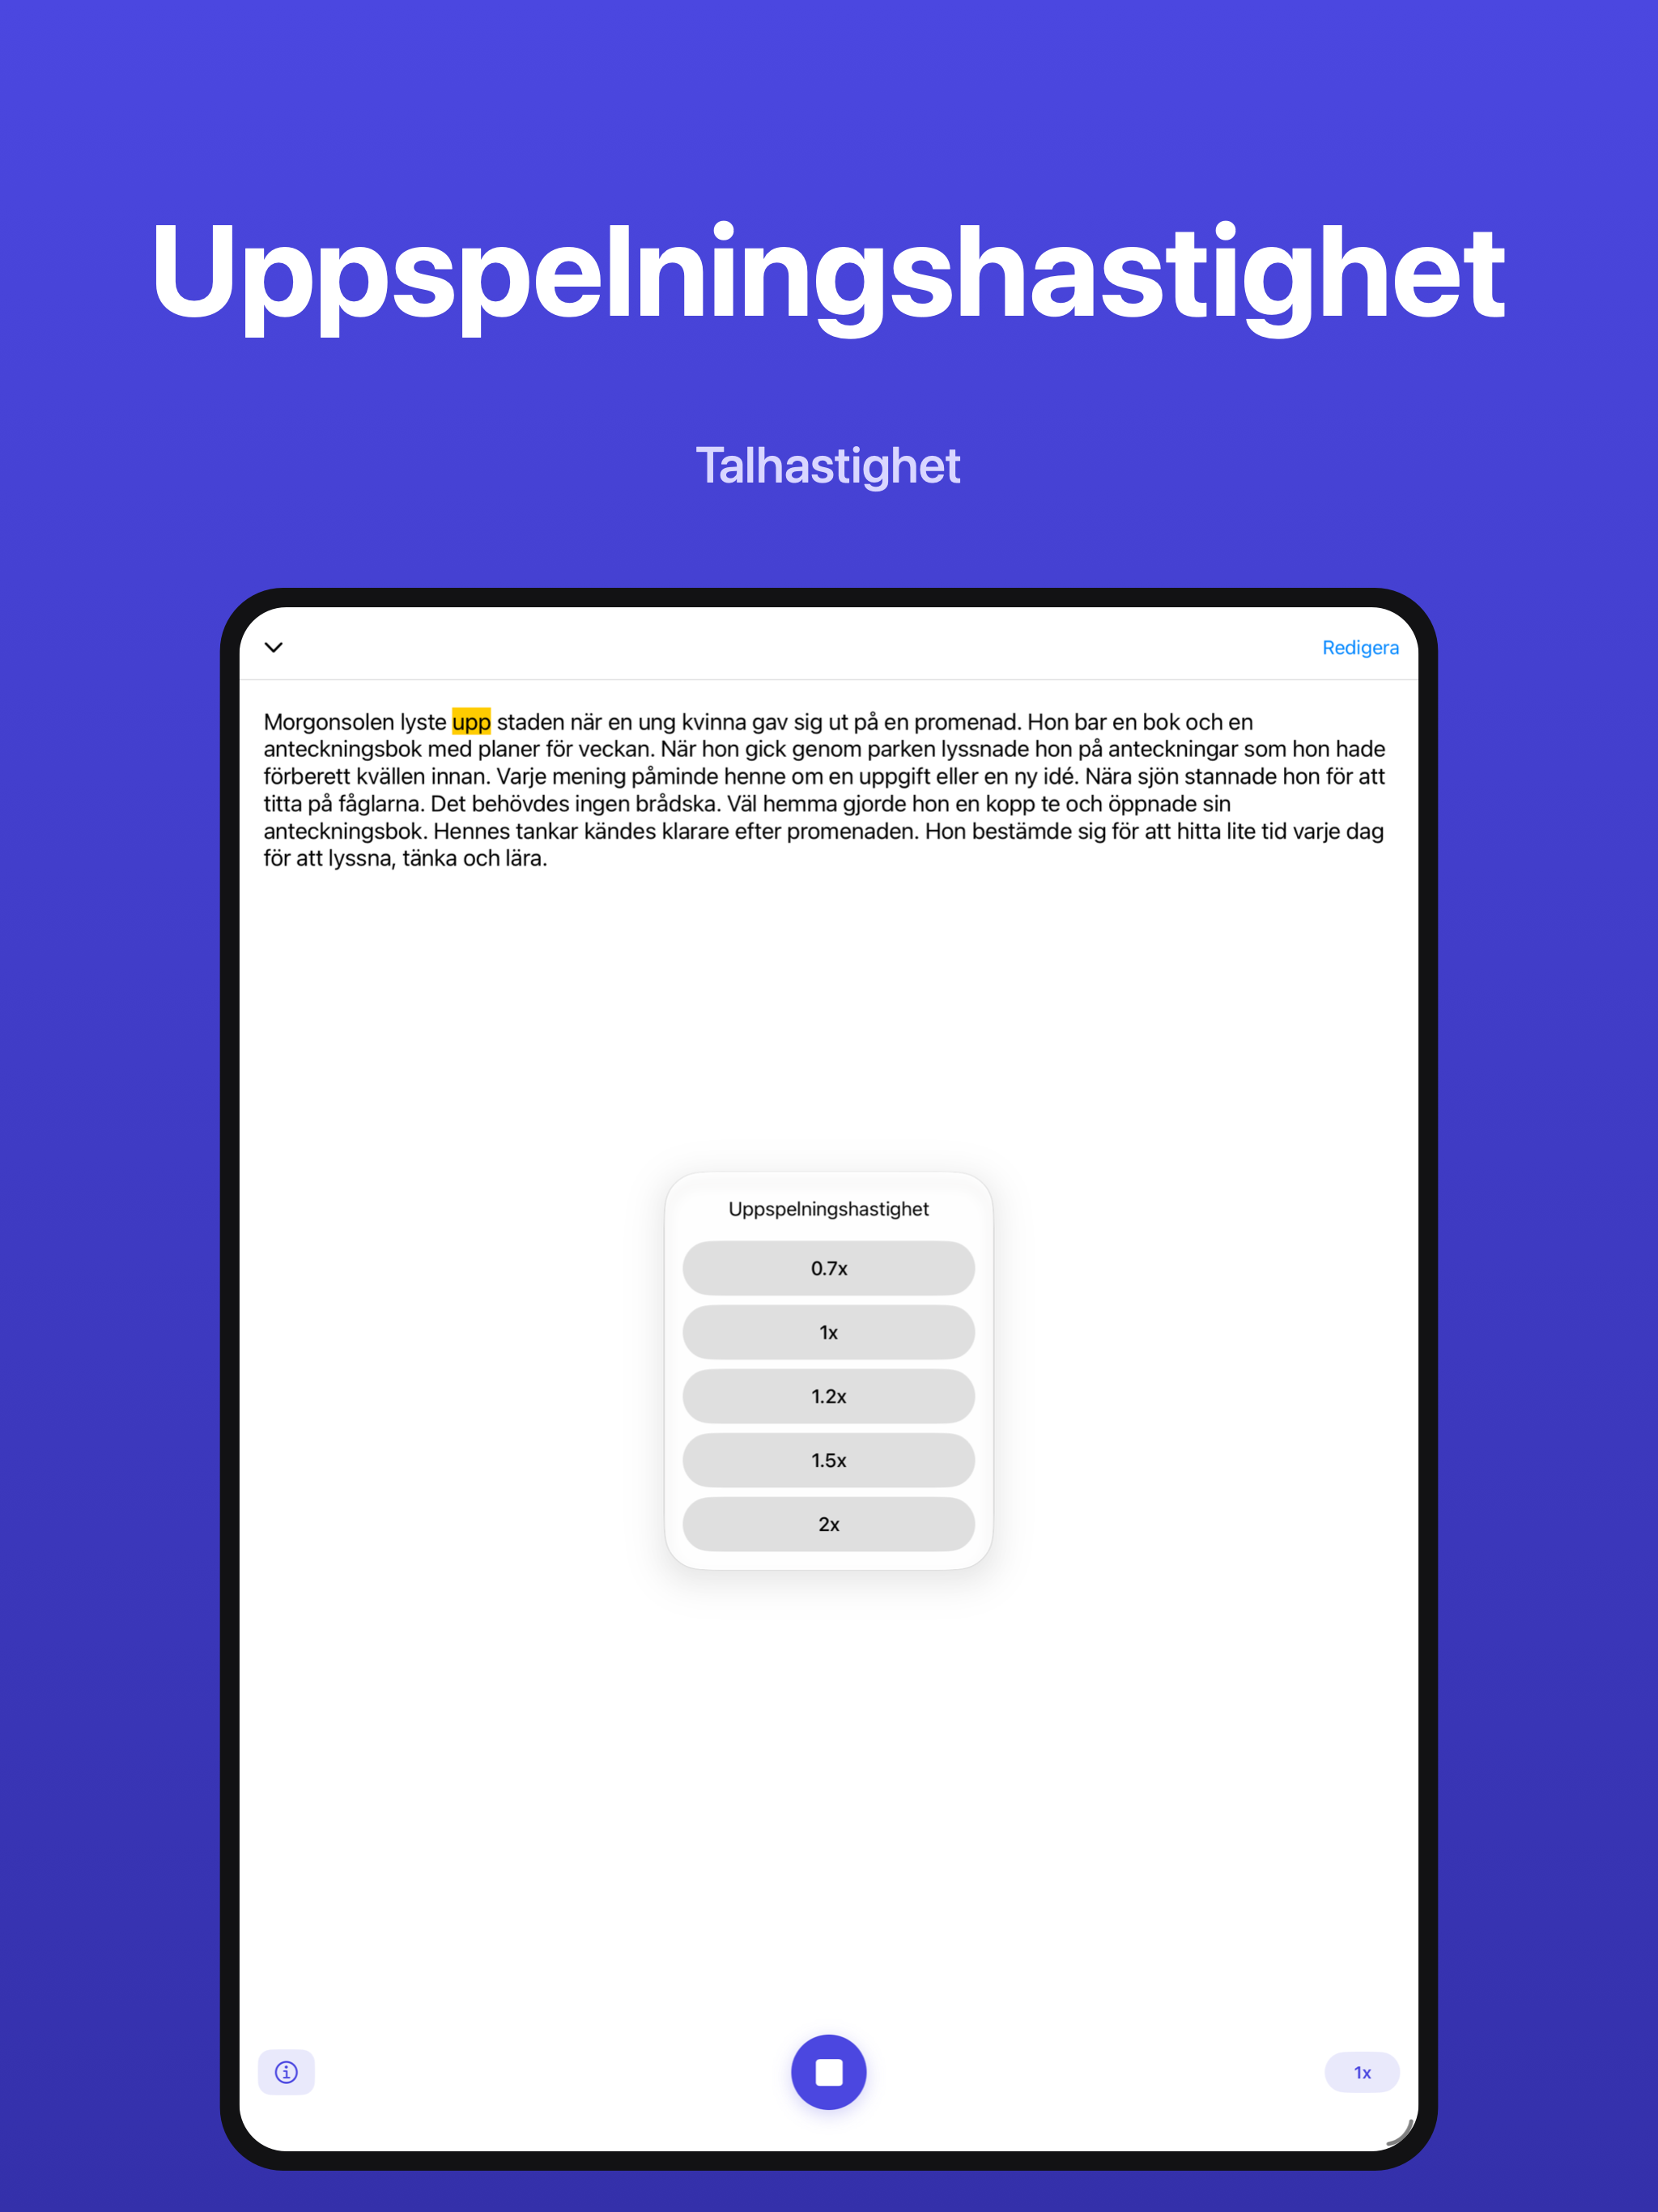 Uppspelningshastighet
Talhastighet
Redigera
Morgonsolen lyste upp staden när en ung kvinna gav sig ut på en promenad. Hon bar en bok och en
anteckningsbok med planer för veckan. När hon gick genom parken lyssnade hon på anteckningar som hon hade
förberett kvällen innan. Varje mening påminde henne om en uppgift eller en ny idé. Nära sjön stannade hon för att
titta på fåglarna. Det behövdes ingen brådska. Väl hemma gjorde hon en kopp te och öppnade sin
anteckningsbok. Hennes tankar kändes klarare efter promenaden. Hon bestämde sig för att hitta lite tid varje dag
för att lyssna, tänka och lära.
Uppspelningshastighet
0.7x
1x
1.2x
1.5x
2x
1x